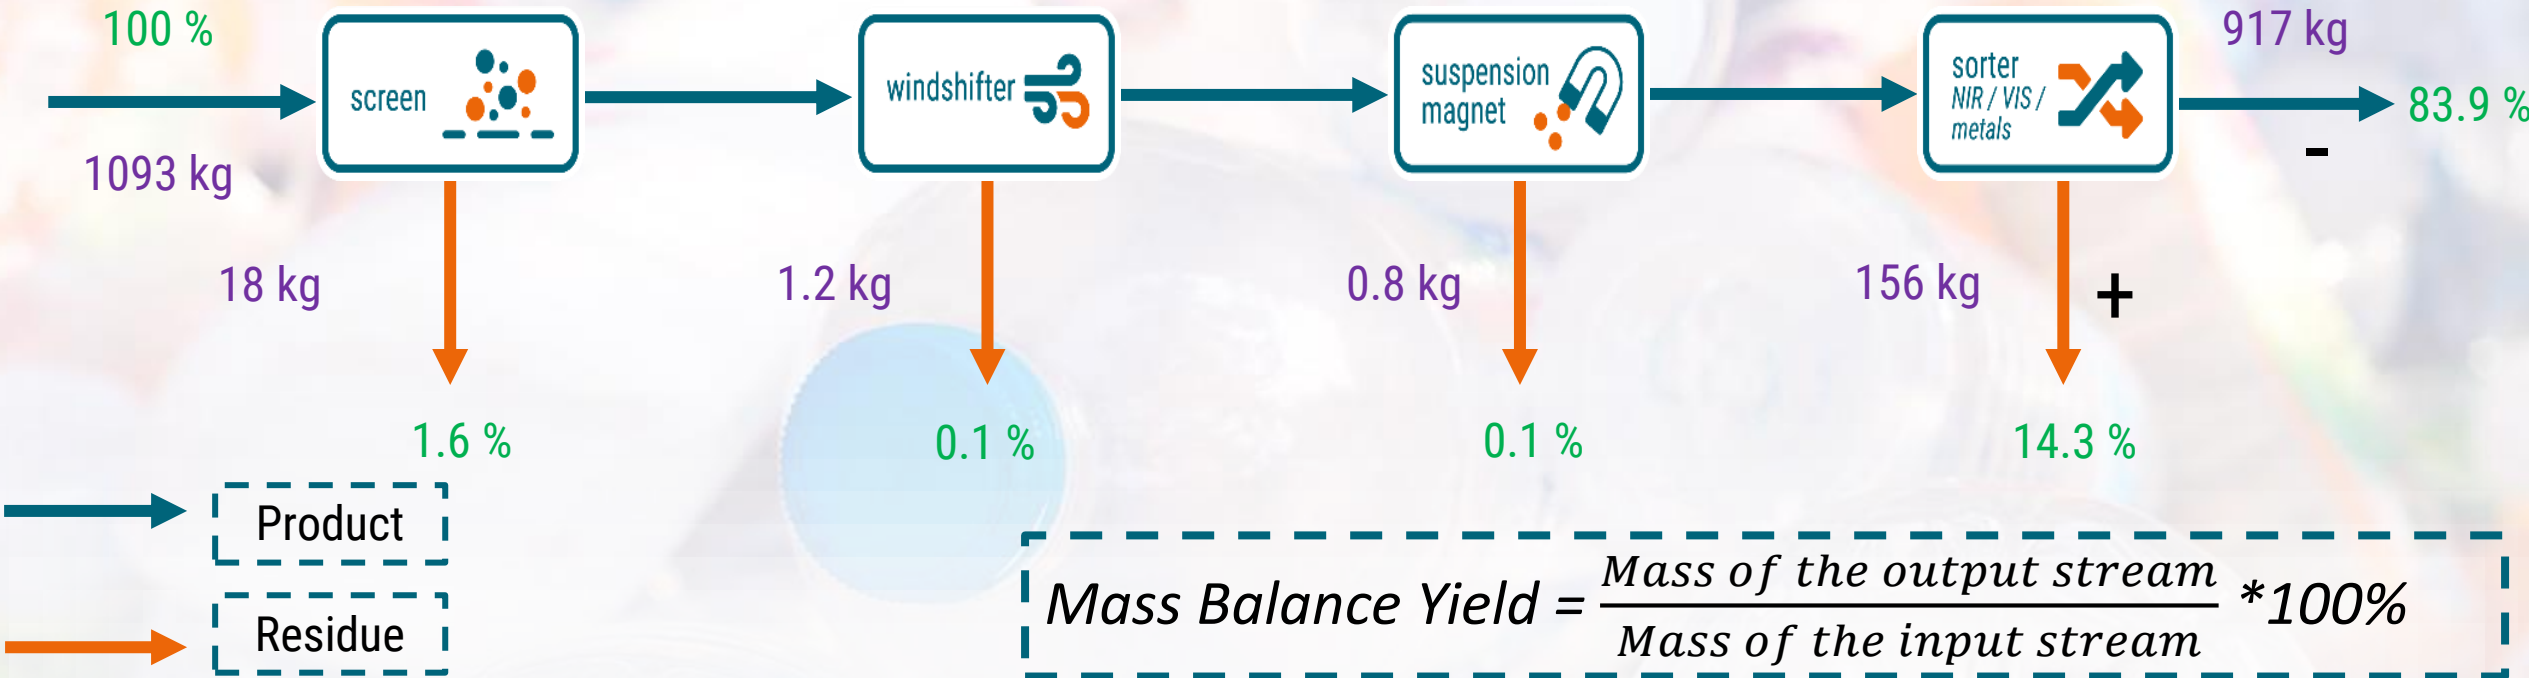 100 %
917 kg
screen
windshifter
suspension
magnet
sorter
NIR / VIS /
metals
83.9 %
-
1093 kg
18 kg
1.2 kg
0.8 kg
156 kg
+
1.6 %
0.1 %
0.1 %
14.3 %
Product
Residue
Mass Balance Yield = Mass of the output stream / Mass of the input stream *100%